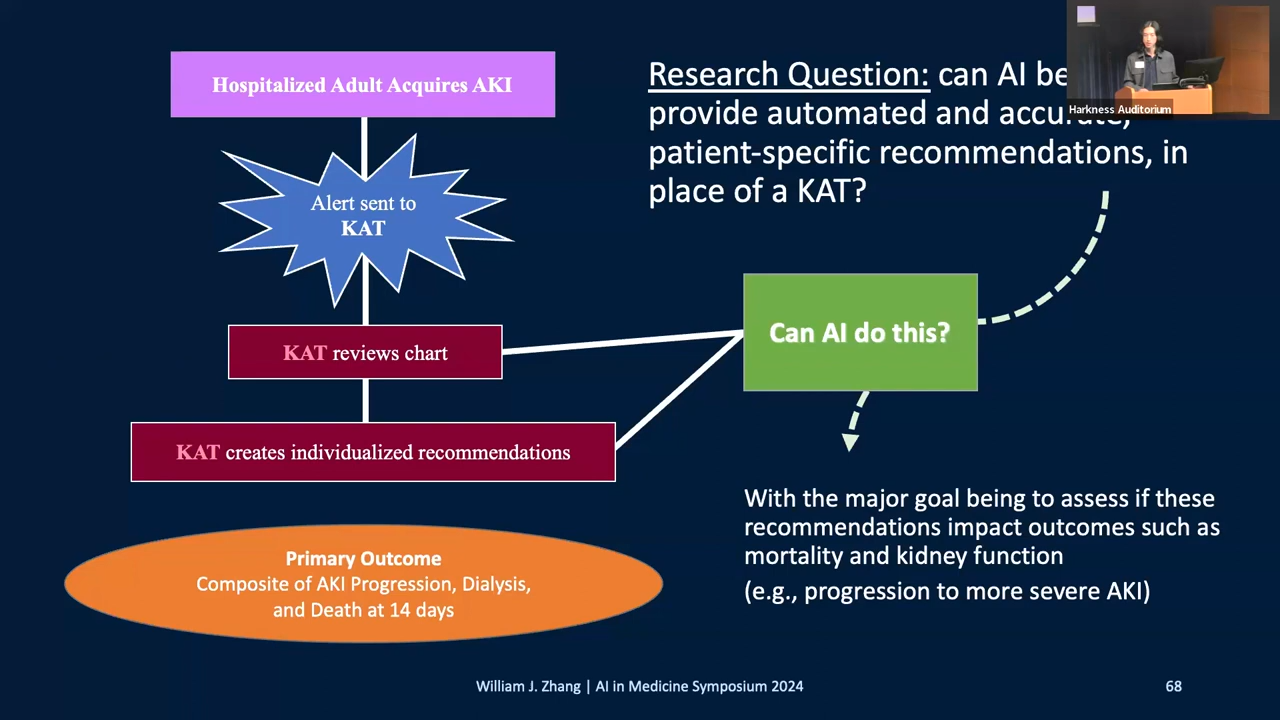 Hospitalized Adult Acquires AKI
Alert sent to
KAT
KAT reviews chart
KAT creates individualized recommendations
Primary Outcome
Composite of AKI Progression, Dialysis,
and Death at 14 days
Research Question: can AI be
provide automated and accurate,
patient-specific recommendations, in
place of a KAT?
Harkness Auditorium
Can AI do this?
With the major goal being to assess if these
recommendations impact outcomes such as
mortality and kidney function
(e.g., progression to more severe AKI)
William J. Zhang | AI in Medicine Symposium 2024
68